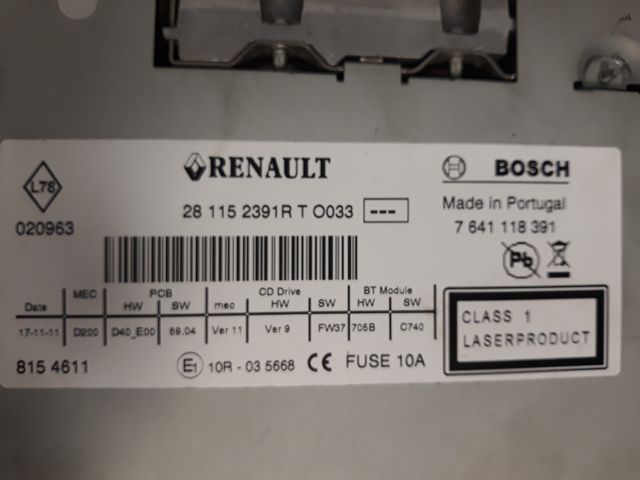 L78
RENAULT
BOSCH
28 115 2391R T O033 ---
Made in Portugal
020963
7 641 118 391
Pb
Date MEC PCB CD Drive BT Module
HW SW mec HW SW HW SW
17-11-11 D200 D40_E00 69.04 Ver 11 Ver 9 FW37 705B C740
CLASS 1
LASERPRODUCT
815 4611
E1 10R - 03 5668 CE FUSE 10A